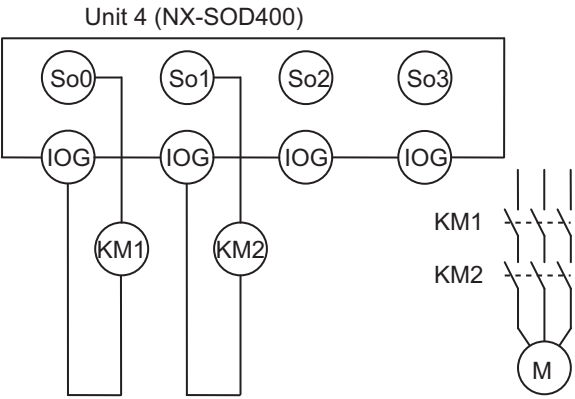 Unit 4 (NX-SOD400)
So0 So1 So2 So3
IOG IOG IOG IOG
KM1 KM2
KM1
KM2
M